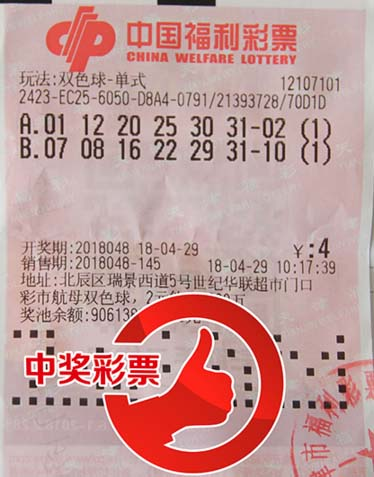 中国福利彩票
CHINA WELFARE LOTTERY
玩法:双色球-单式 12107101
2423-EC25-6050-D8A4-0791/21393728/70D1D
A.01 12 20 25 30 31-02 (1)
B.07 08 16 22 29 31-10 (1)
开奖期:2018048 18-04-29 ¥:4
销售期:2018048-145 18-04-29 10:17:39
地址:北辰区瑞景西道5号世纪华联超市门口
彩市航母双色球,2元
奖池余额:90613
中奖彩票
市福利